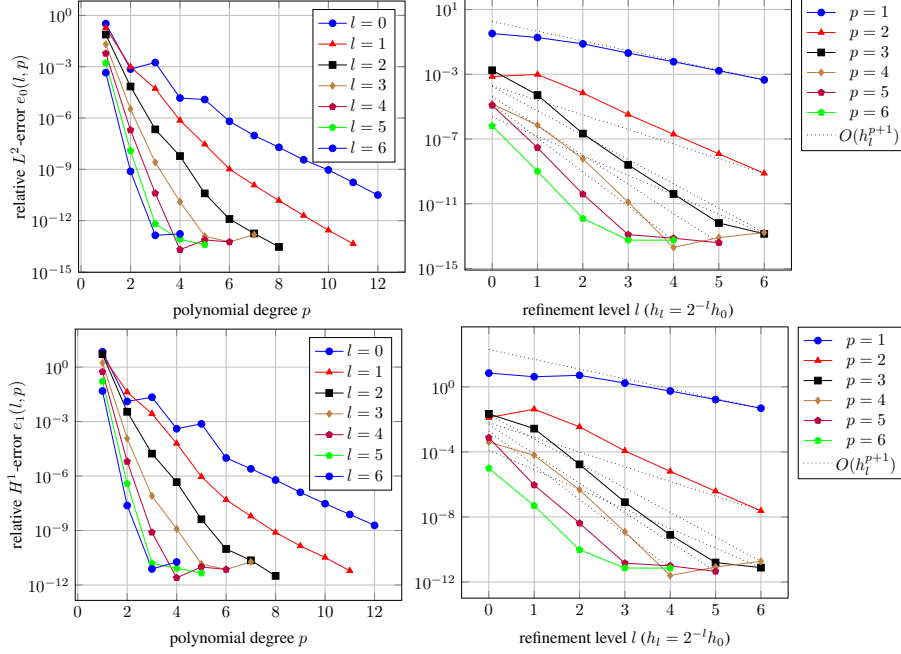 relative $L^2$-error $e_0(l, p)$
10^0
10^{-3}
10^{-6}
10^{-9}
10^{-12}
10^{-15}
0 2 4 6 8 10 12
polynomial degree $p$
$l = 0$
$l = 1$
$l = 2$
$l = 3$
$l = 4$
$l = 5$
$l = 6$
10^1
10^{-3}
10^{-7}
10^{-11}
10^{-15}
0 1 2 3 4 5 6
refinement level $l$ ($h_l = 2^{-l} h_0$)
$p = 1$
$p = 2$
$p = 3$
$p = 4$
$p = 5$
$p = 6$
$O(h_l^{p+1})$
relative $H^1$-error $e_1(l, p)$
10^0
10^{-3}
10^{-6}
10^{-9}
10^{-12}
0 2 4 6 8 10 12
polynomial degree $p$
$l = 0$
$l = 1$
$l = 2$
$l = 3$
$l = 4$
$l = 5$
$l = 6$
10^0
10^{-4}
10^{-8}
10^{-12}
0 1 2 3 4 5 6
refinement level $l$ ($h_l = 2^{-l} h_0$)
$p = 1$
$p = 2$
$p = 3$
$p = 4$
$p = 5$
$p = 6$
$O(h_l^{p+1})$